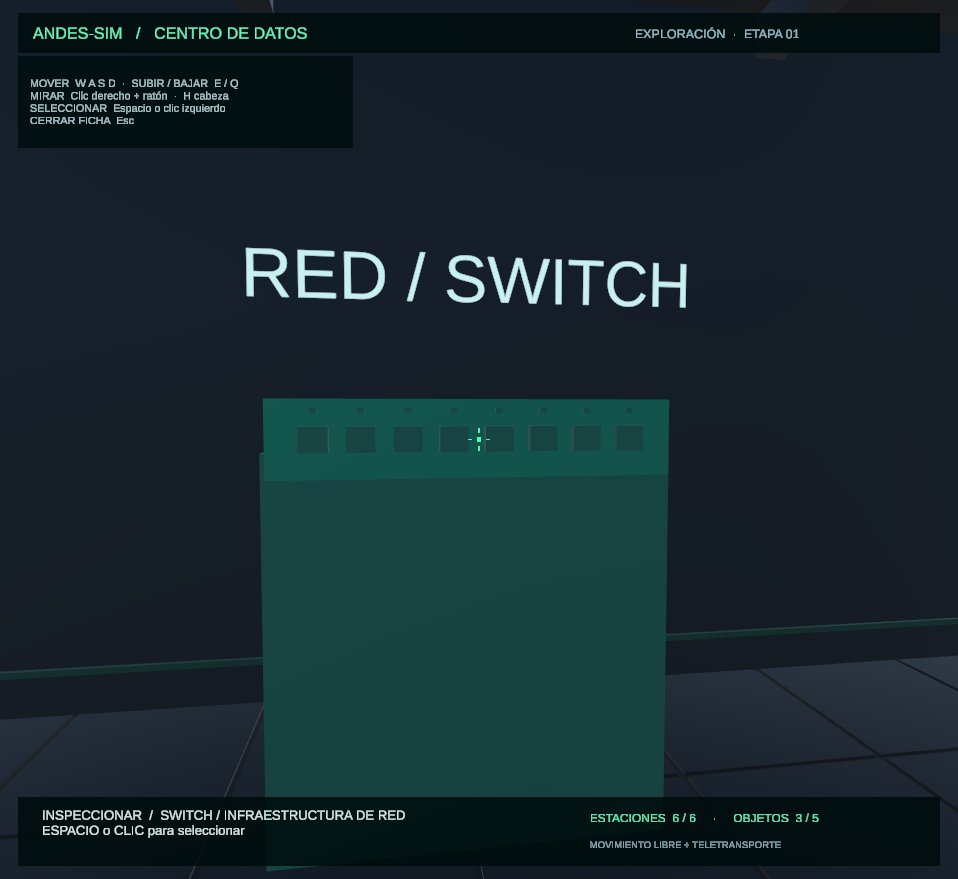 ANDES-SIM / CENTRO DE DATOS
EXPLORACIÓN · ETAPA 01
MOVER W A S D · SUBIR / BAJAR E / Q
MIRAR Clic derecho + ratón · H cabeza
SELECCIONAR Espacio o clic izquierdo
CERRAR FICHA Esc
RED / SWITCH
INSPECCIONAR / SWITCH / INFRAESTRUCTURA DE RED
ESPACIO o CLIC para seleccionar
ESTACIONES 6 / 6 · OBJETOS 3 / 5
MOVIMIENTO LIBRE + TELETRANSPORTE